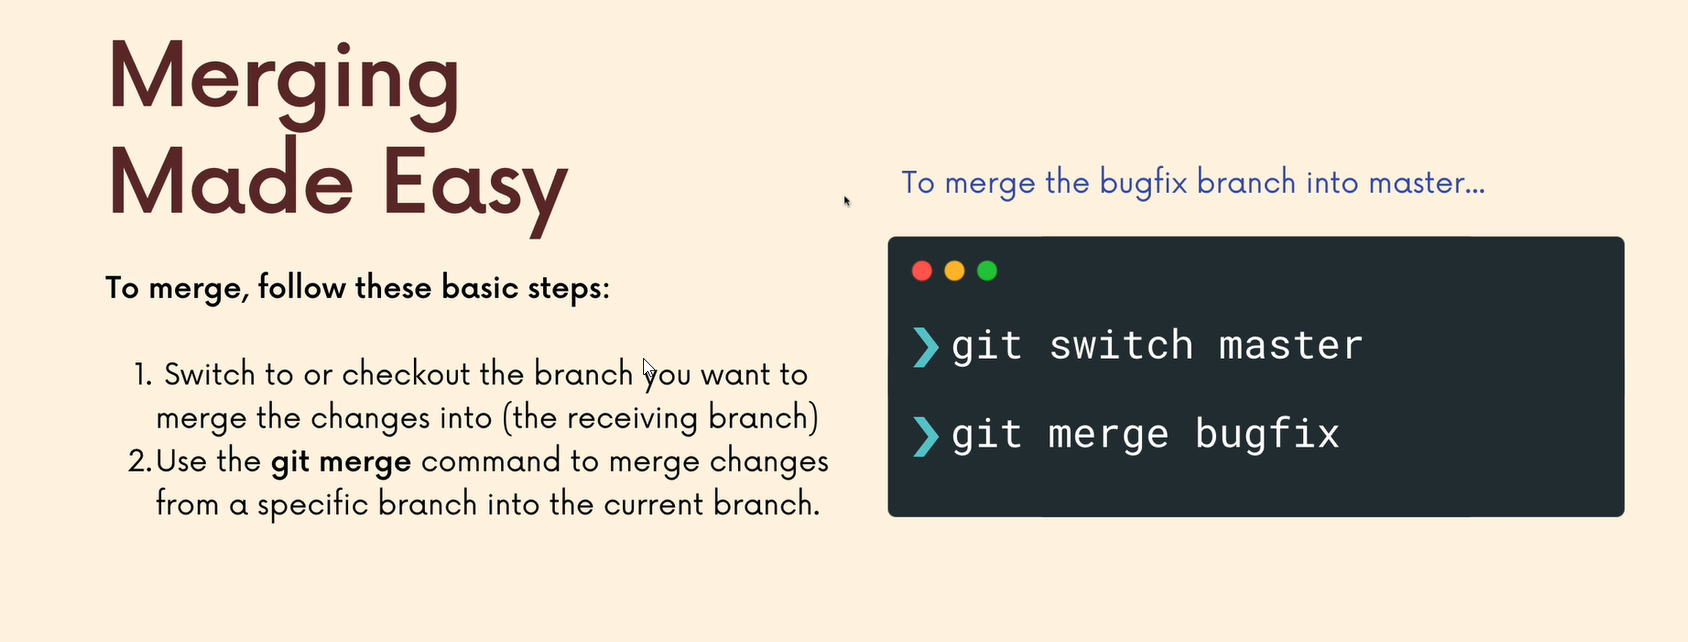 Merging
Made Easy
To merge, follow these basic steps:
1. Switch to or checkout the branch you want to
merge the changes into (the receiving branch)
2. Use the git merge command to merge changes
from a specific branch into the current branch.
To merge the bugfix branch into master...
❯ git switch master
❯ git merge bugfix